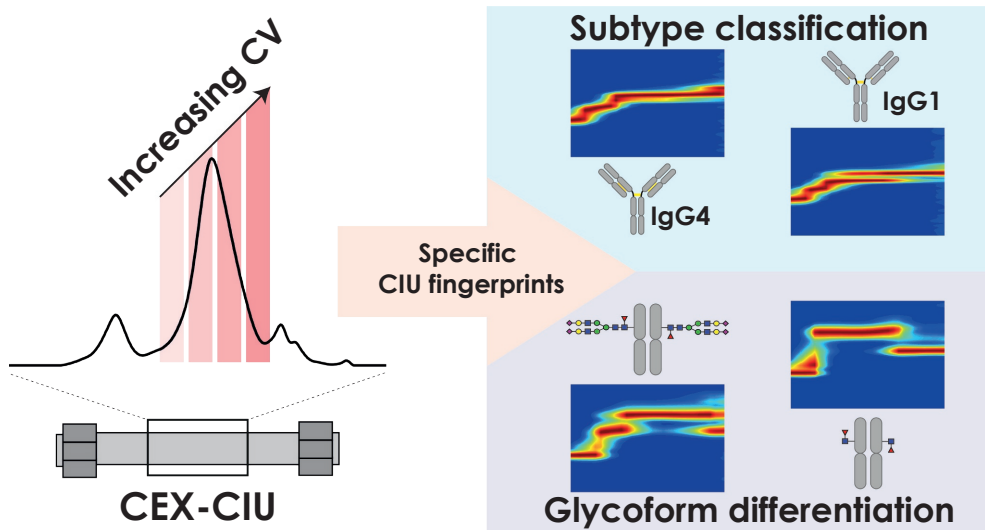 Increasing CV
CEX-CIU
Specific
CIU fingerprints
Subtype classification
IgG1
IgG4
Glycoform differentiation